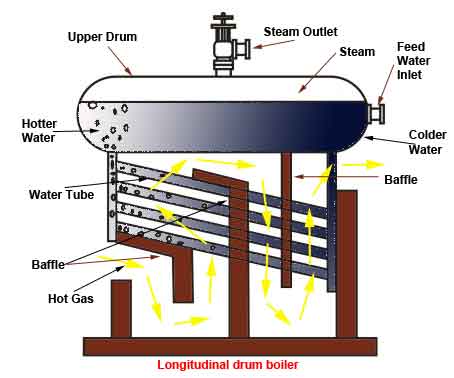 Upper Drum
Steam Outlet
Steam
Feed
Water
Inlet
Hotter
Water
Colder
Water
Water Tube
Baffle
Baffle
Hot Gas
Longitudinal drum boiler